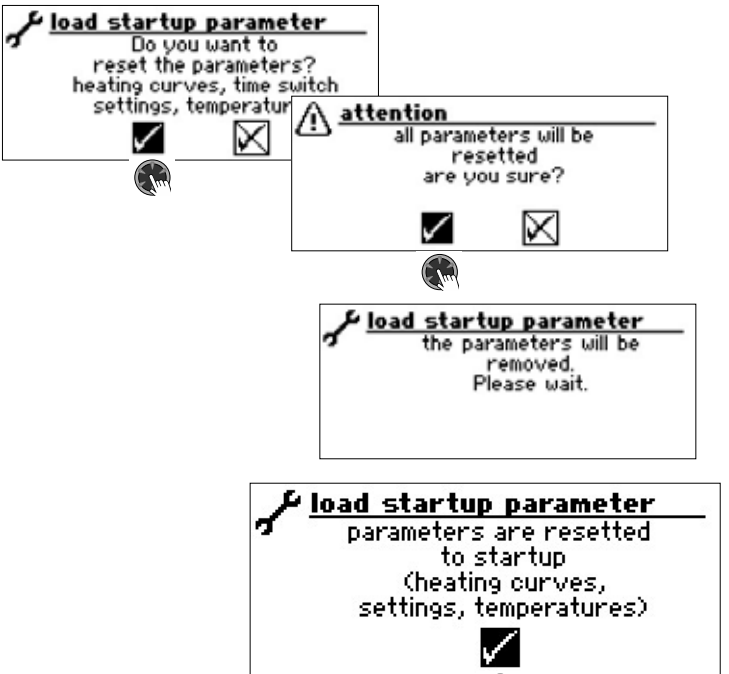 load startup parameter
Do you want to
reset the parameters?
heating curves, time switch
settings, temperatur
attention
all parameters will be
resetted
are you sure?
load startup parameter
the parameters will be
removed.
Please wait.
load startup parameter
parameters are resetted
to startup
(heating curves,
settings, temperatures)